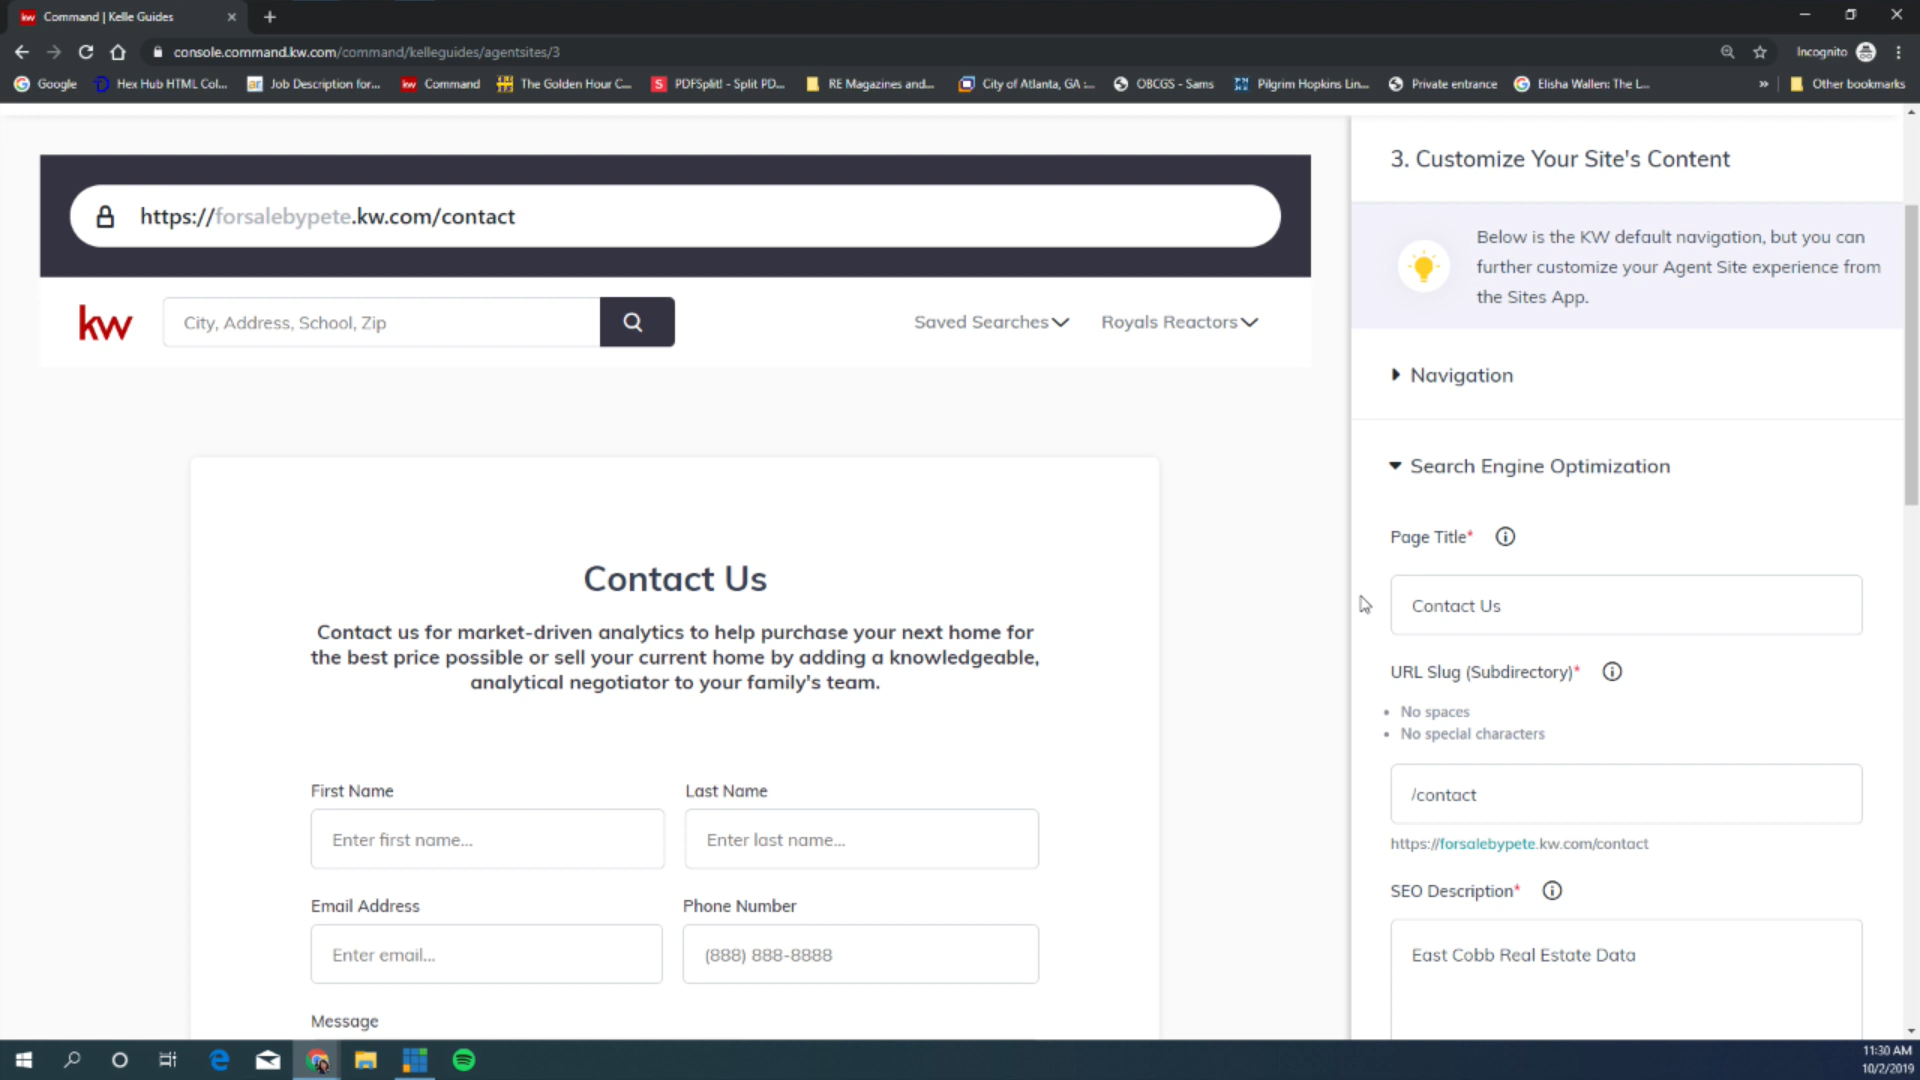 kw Command | Kelle Guides
console.command.kw.com/command/kelleguides/agentsites/3
Incognito
Google
Hex Hub HTML Col...
Job Description for...
kw Command
The Golden Hour C...
PDFSplit! - Split PD...
RE Magazines and...
City of Atlanta, GA :...
OBCGS - Sams
Pilgrim Hopkins Lin...
Private entrance
Elisha Wallen: The L...
»
Other bookmarks
https://forsalebypete.kw.com/contact
kw
City, Address, School, Zip
Saved Searches
Royals Reactors
Contact Us
Contact us for market-driven analytics to help purchase your next home for
the best price possible or sell your current home by adding a knowledgeable,
analytical negotiator to your family's team.
First Name
Last Name
Enter first name...
Enter last name...
Email Address
Phone Number
Enter email...
(888) 888-8888
Message
3. Customize Your Site's Content
Below is the KW default navigation, but you can
further customize your Agent Site experience from
the Sites App.
Navigation
Search Engine Optimization
Page Title*
Contact Us
URL Slug (Subdirectory)*
• No spaces
• No special characters
/contact
https://forsalebypete.kw.com/contact
SEO Description*
East Cobb Real Estate Data
11:30 AM
10/2/2019